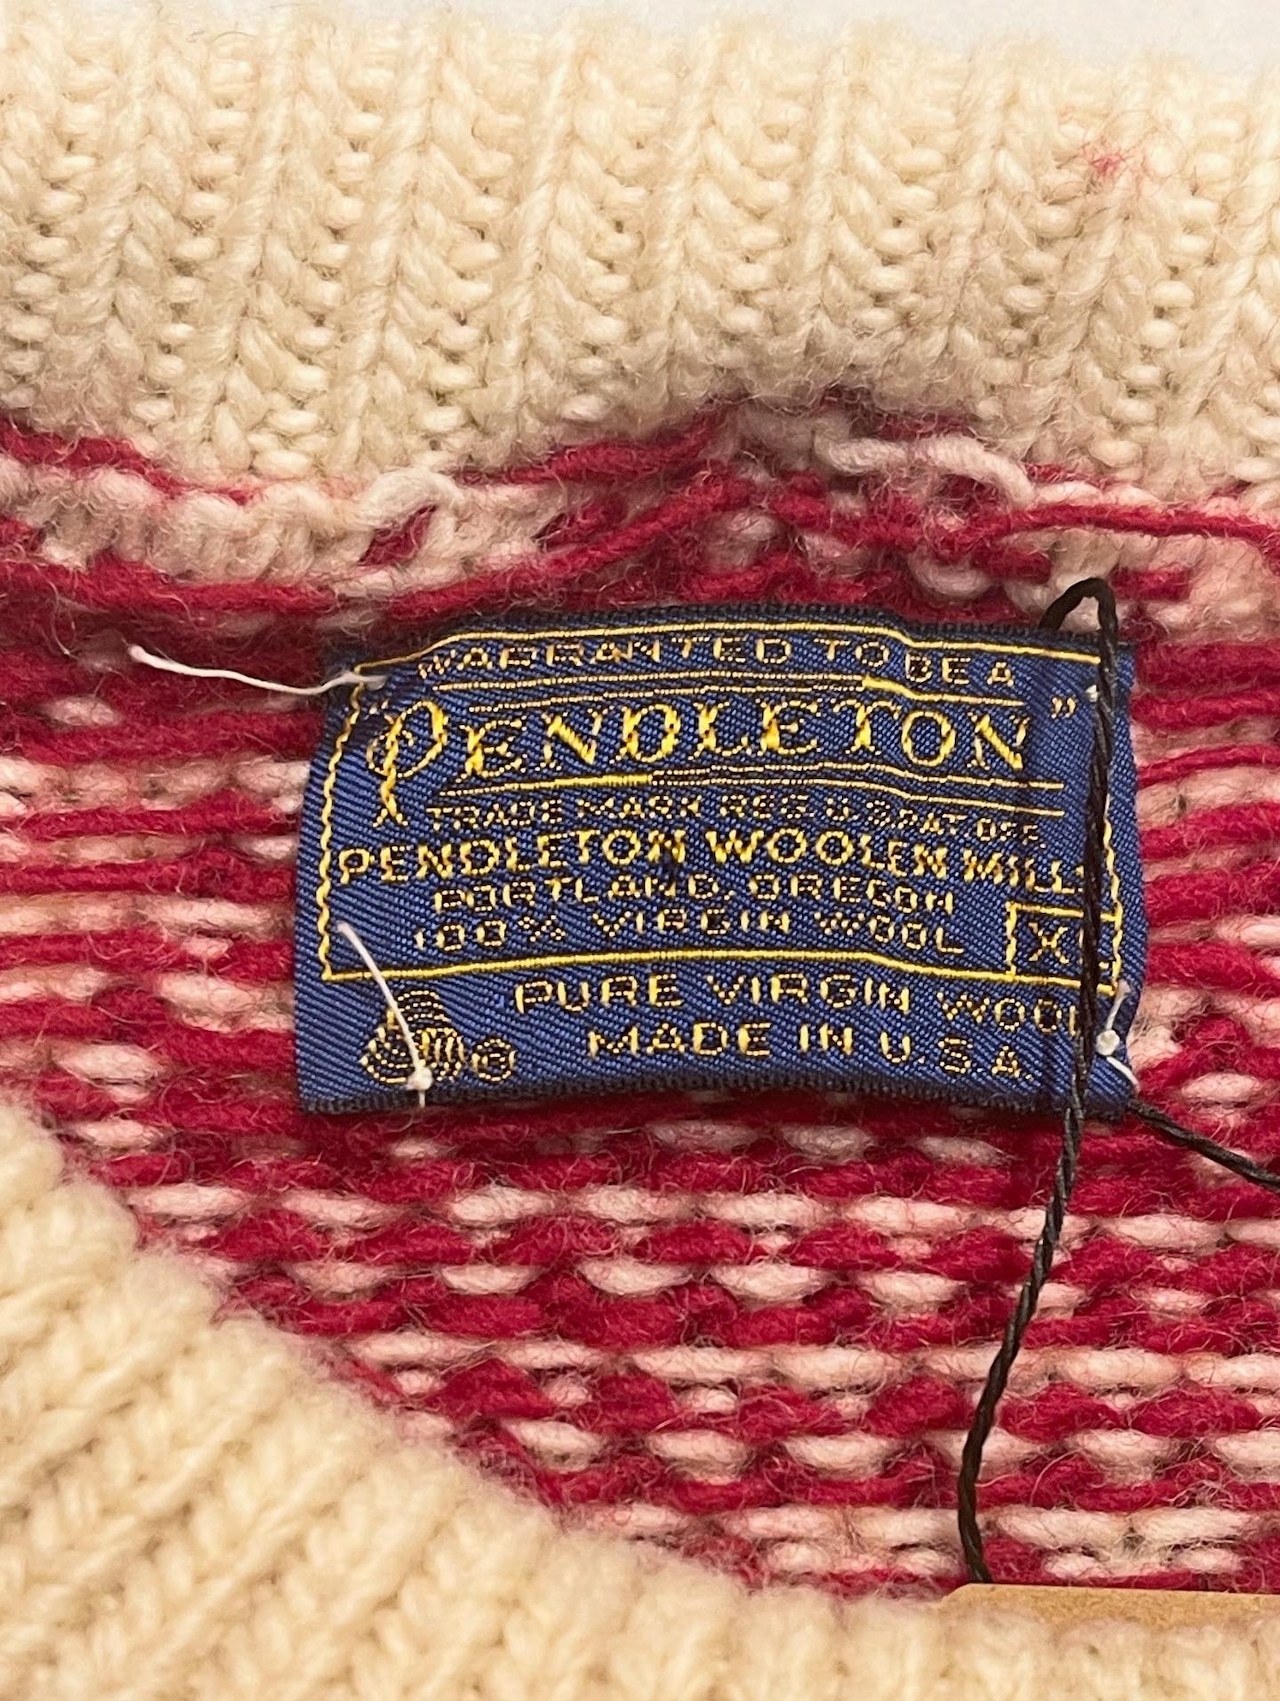 WARRANTED TO BE A
"PENDLETON"
TRADE MARK REG. U.S. PAT. OFF.
PENDLETON WOOLEN MILLS
PORTLAND, OREGON
100% VIRGIN WOOL
PURE VIRGIN WOOL
MADE IN U.S.A.